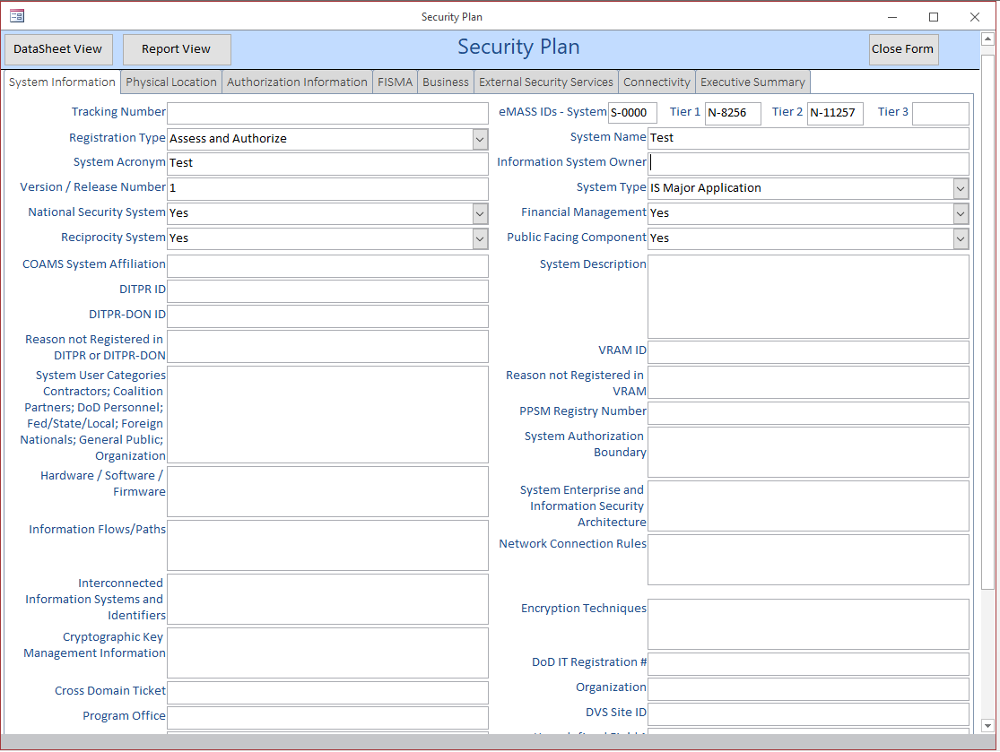 Security Plan
DataSheet View
Report View
Security Plan
Close Form
System Information
Physical Location
Authorization Information
FISMA
Business
External Security Services
Connectivity
Executive Summary
Tracking Number
eMASS IDs - System S-0000 Tier 1 N-8256 Tier 2 N-11257 Tier 3
Registration Type Assess and Authorize
System Name Test
System Acronym Test
Information System Owner
Version / Release Number 1
System Type IS Major Application
National Security System Yes
Financial Management Yes
Reciprocity System Yes
Public Facing Component Yes
COAMS System Affiliation
System Description
DITPR ID
DITPR-DON ID
Reason not Registered in
DITPR or DITPR-DON
VRAM ID
System User Categories
Contractors; Coalition
Partners; DoD Personnel;
Fed/State/Local; Foreign
Nationals; General Public;
Organization
Reason not Registered in
VRAM
PPSM Registry Number
System Authorization
Boundary
Hardware / Software /
Firmware
System Enterprise and
Information Security
Architecture
Information Flows/Paths
Network Connection Rules
Interconnected
Information Systems and
Identifiers
Encryption Techniques
Cryptographic Key
Management Information
DoD IT Registration #
Cross Domain Ticket
Organization
Program Office
DVS Site ID